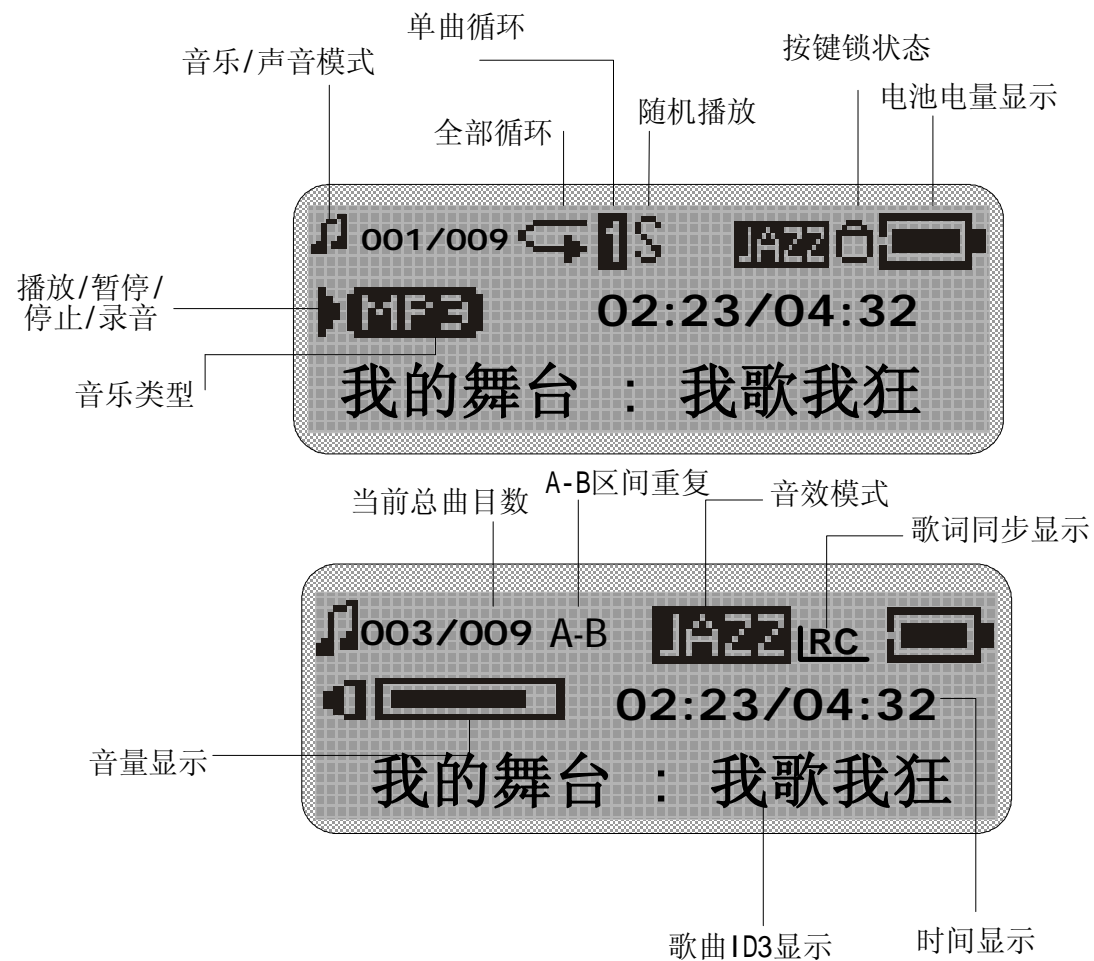 单曲循环
音乐/声音模式
按键锁状态
电池电量显示
随机播放
全部循环
001/009 1 S JAZZ
播放/暂停/
停止/录音
MP3 02:23/04:32
音乐类型
我的舞台 : 我歌我狂
A-B区间重复
当前总曲目数
音效模式
歌词同步显示
003/009 A-B JAZZ LRC
02:23/04:32
音量显示
我的舞台 : 我歌我狂
歌曲ID3显示
时间显示